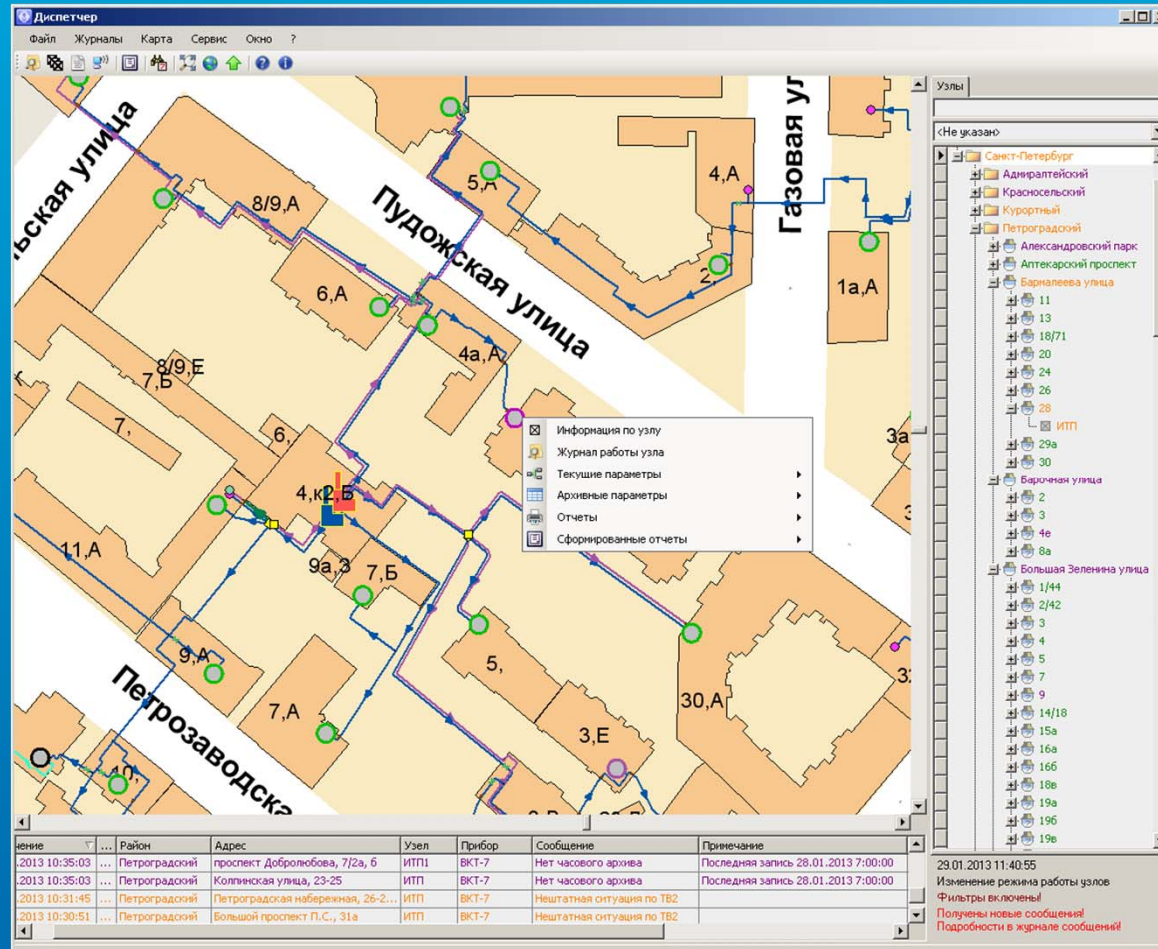 Диспетчер
Файл Журналы Карта Сервис Окно ?
ьская улица
Пудожская улица
Газовая ул
Петрозаводска
8/9,А
5,А
4,А
6,А
2,
1а,А
4а,А
8/9,Е
7,Б
7,
6,
3а
4,к2,Б
11,А
9а,З
7,Б
9,А
5,
7,А
30,А
3,Е
10,
Информация по узлу
Журнал работы узла
Текущие параметры
Архивные параметры
Отчеты
Сформированные отчеты
Узлы
<Не указан>
Санкт-Петербург
Адмиралтейский
Красносельский
Курортный
Петроградский
Александровский парк
Аптекарский проспект
Бармалеева улица
11
13
18/71
20
24
26
28
ИТП
29а
30
Барочная улица
2
3
4е
8а
Большая Зеленина улица
1/44
2/42
3
4
5
7
9
14/18
15а
16а
16б
18в
19а
19б
19в
чение ... Район Адрес Узел Прибор Сообщение Примечание
.2013 10:35:03 ... Петроградский проспект Добролюбова, 7/2а, 6 ИТП1 ВКТ-7 Нет часового архива Последняя запись 28.01.2013 7:00:00
.2013 10:35:03 ... Петроградский Колпинская улица, 23-25 ИТП ВКТ-7 Нет часового архива Последняя запись 28.01.2013 7:00:00
.2013 10:31:45 ... Петроградский Петроградская набережная, 26-2... ИТП ВКТ-7 Нештатная ситуация по ТВ2
.2013 10:30:51 ... Петроградский Большой проспект П.С., 31а ИТП ВКТ-7 Нештатная ситуация по ТВ2
29.01.2013 11:40:55
Изменение режима работы узлов
Фильтры включены!
Получены новые сообщения!
Подробности в журнале сообщений!